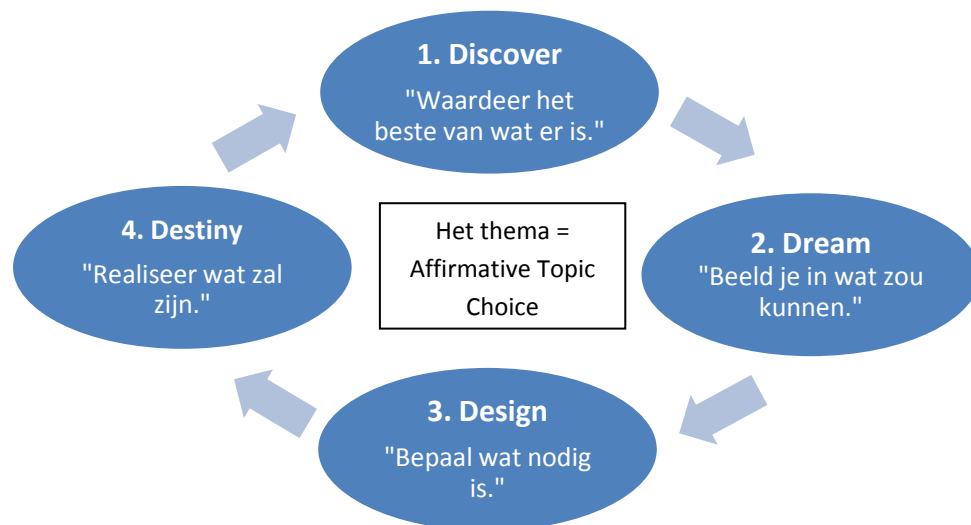 1. Discover
"Waardeer het
beste van wat er is."
2. Dream
"Beeld je in wat zou
kunnen."
3. Design
"Bepaal wat nodig
is."
4. Destiny
"Realiseer wat zal
zijn."
Het thema =
Affirmative Topic
Choice